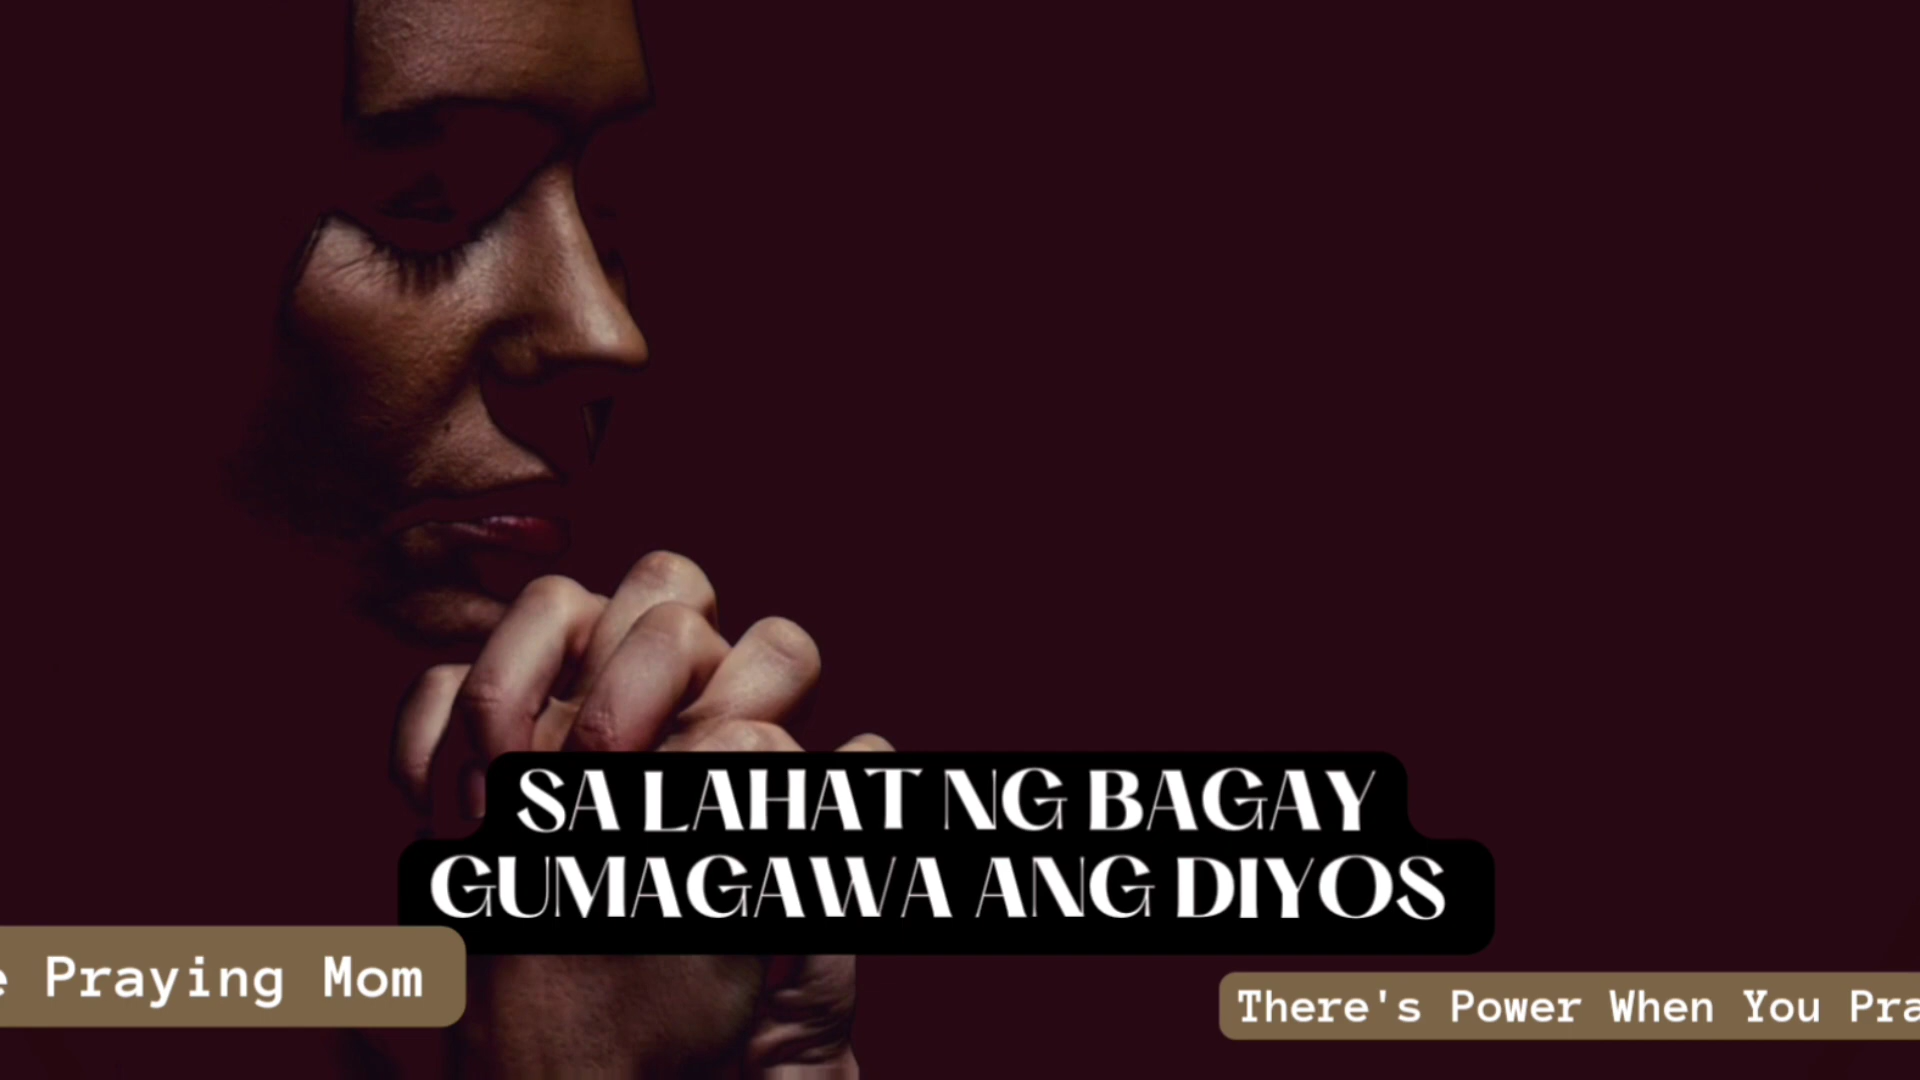 SA LAHAT NG BAGAY
GUMAGAWA ANG DIYOS
Praying Mom
There's Power When You